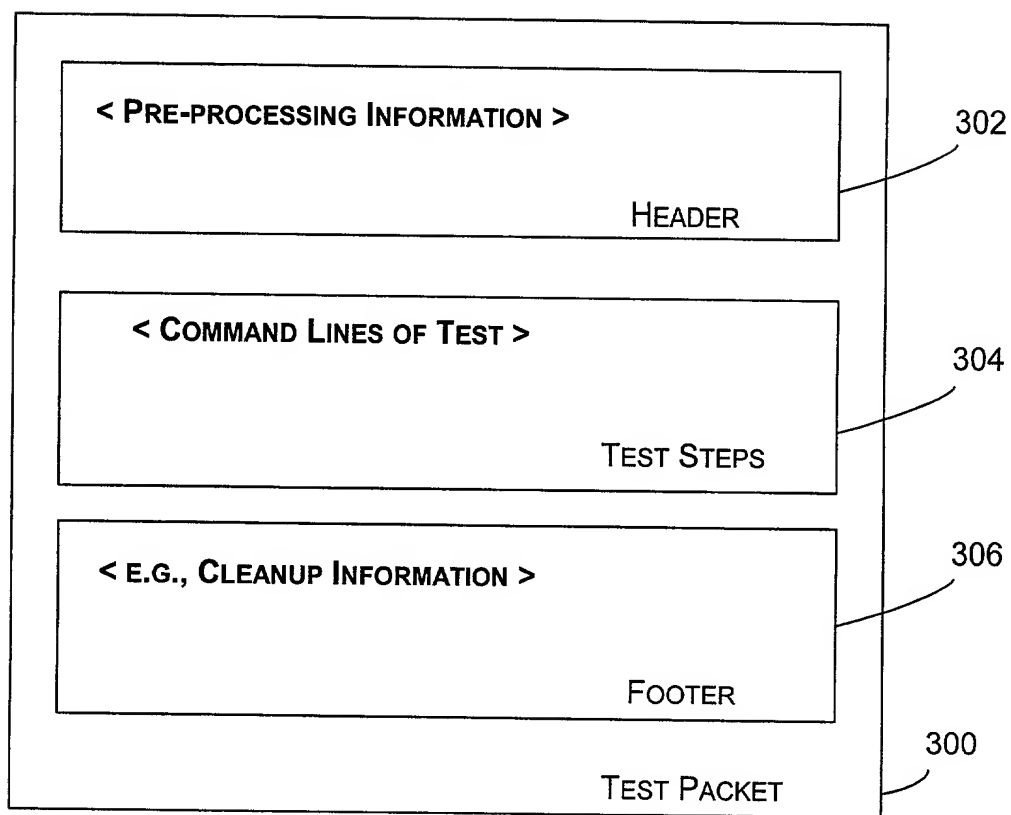 < PRE-PROCESSING INFORMATION >
302
HEADER
< COMMAND LINES OF TEST >
304
TEST STEPS
< E.G., CLEANUP INFORMATION >
306
FOOTER
300
TEST PACKET